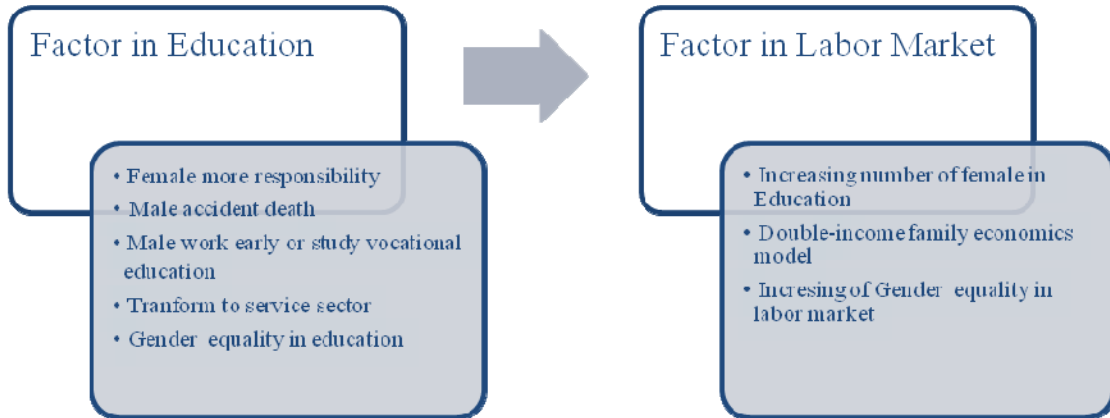 Factor in Education
• Female more responsibility
• Male accident death
• Male work early or study vocational
education
• Tranform to service sector
• Gender equality in education
Factor in Labor Market
• Increasing number of female in
Education
• Double-income family economics
model
• Incresing of Gender equality in
labor market